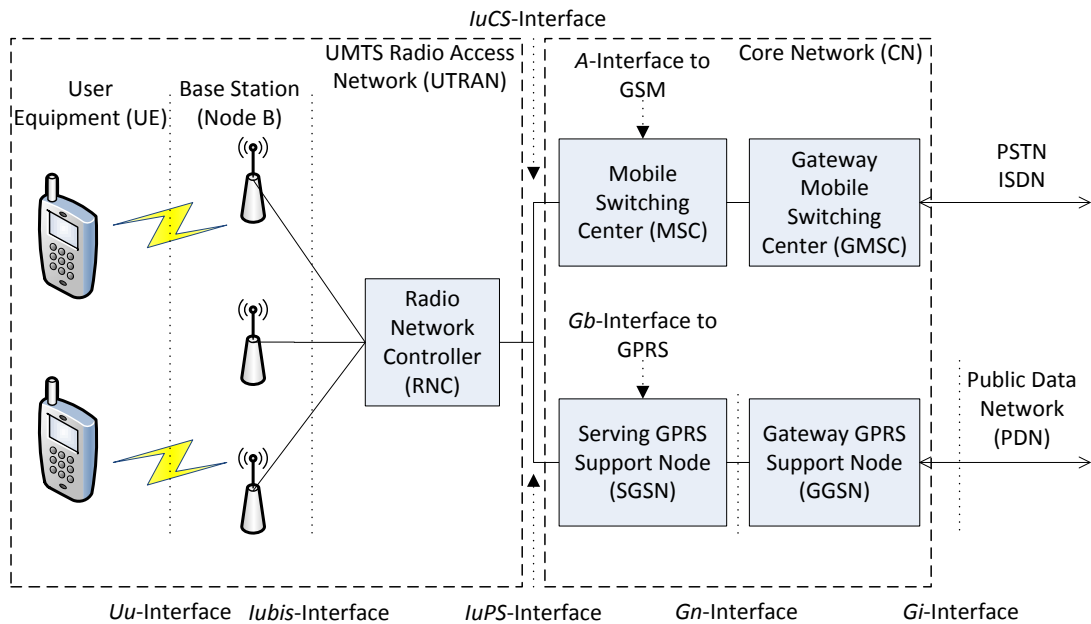 IuCS-Interface
UMTS Radio Access
Network (UTRAN)
Core Network (CN)
User
Equipment (UE)
Base Station
(Node B)
A-Interface to
GSM
Mobile
Switching
Center (MSC)
Gateway
Mobile
Switching
Center (GMSC)
PSTN
ISDN
Radio
Network
Controller
(RNC)
Gb-Interface to
GPRS
Serving GPRS
Support Node
(SGSN)
Gateway GPRS
Support Node
(GGSN)
Public Data
Network
(PDN)
Uu-Interface
Iubis-Interface
IuPS-Interface
Gn-Interface
Gi-Interface